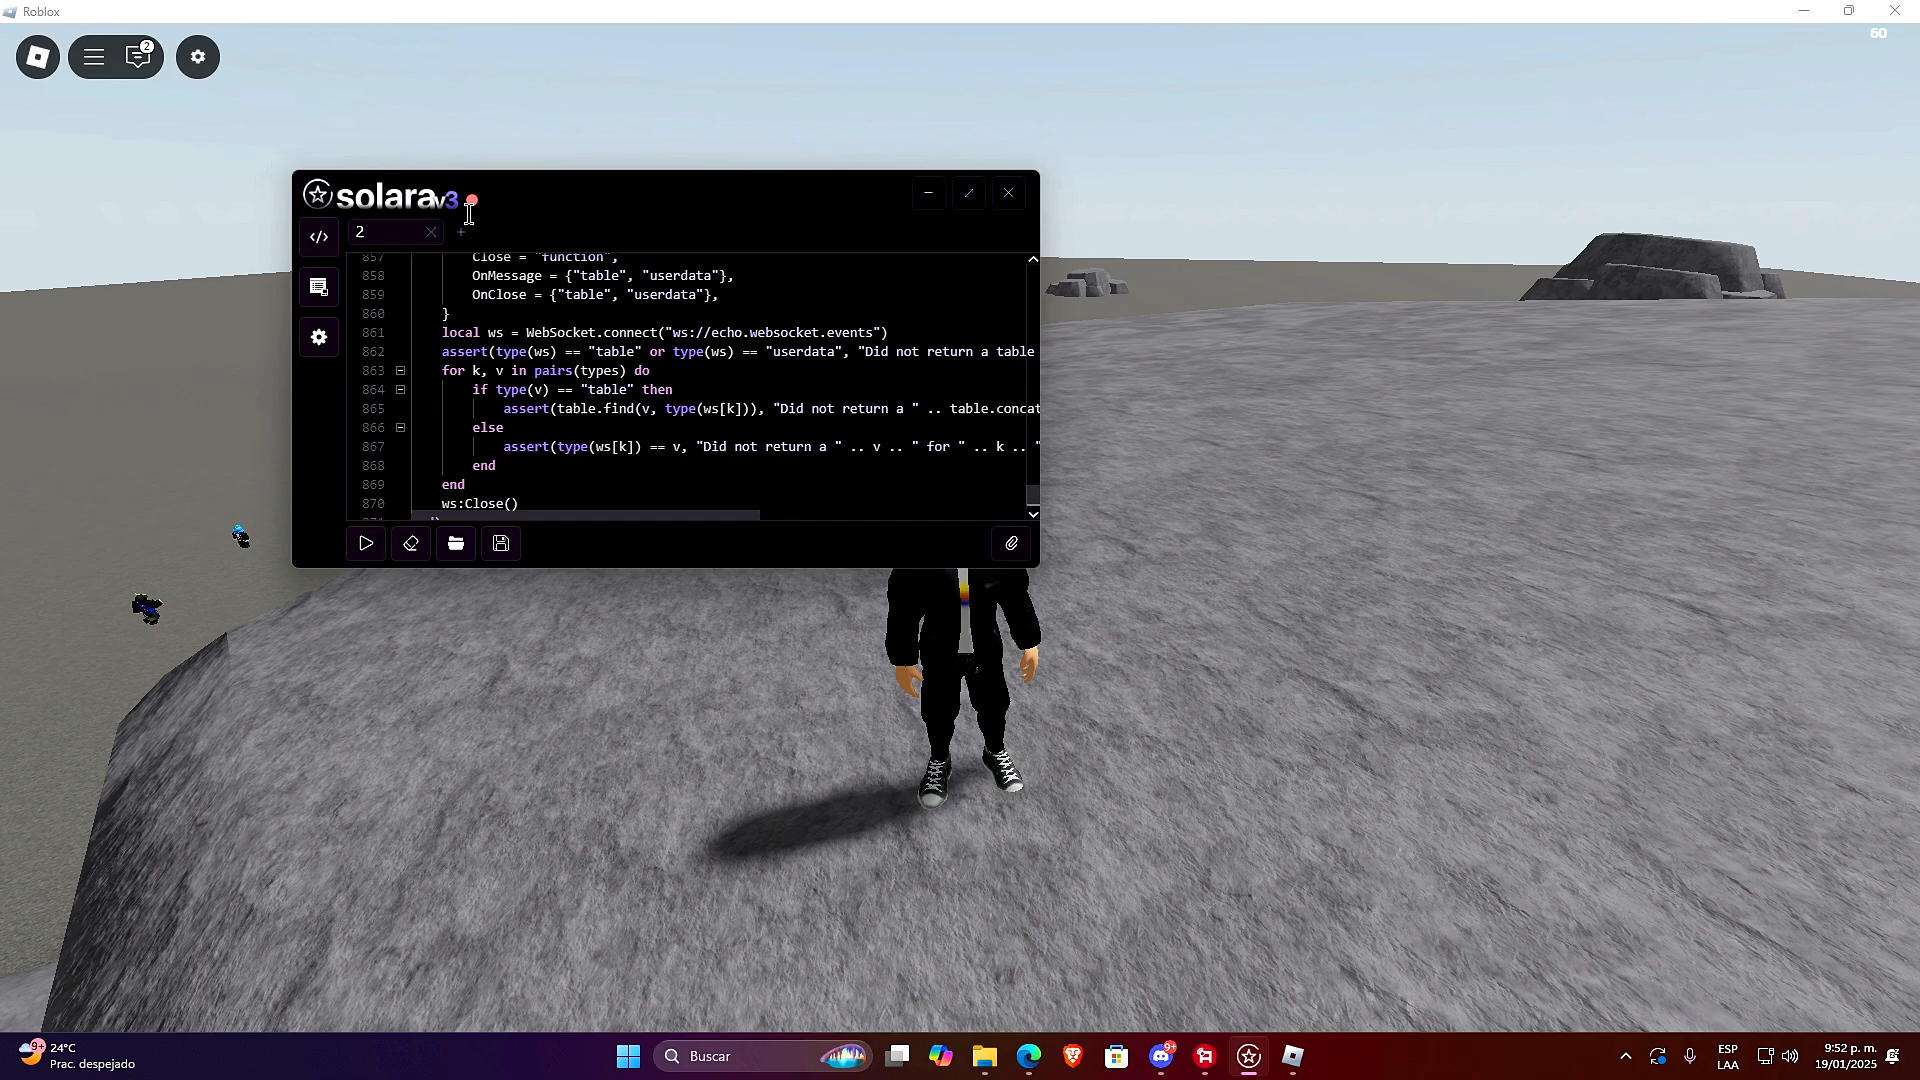 Roblox
60
2
solarav3
2
857 Close = "function",
858 OnMessage = {"table", "userdata"},
859 OnClose = {"table", "userdata"},
860 }
861 local ws = WebSocket.connect("ws://echo.websocket.events")
862 assert(type(ws) == "table" or type(ws) == "userdata", "Did not return a table
863 for k, v in pairs(types) do
864 if type(v) == "table" then
865 assert(table.find(v, type(ws[k])), "Did not return a " .. table.concat
866 else
867 assert(type(ws[k]) == v, "Did not return a " .. v .. " for " .. k .. "
868 end
869 end
870 ws:Close()
9+
24°C
Prac. despejado
Buscar
9+
ESP
LAA
9:52 p. m.
19/01/2025